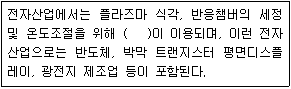 전자산업에서는 플라즈마 식각, 반응챔버의 세정
및 온도조절을 위해 (   )이 이용되며, 이런 전자
산업으로는 반도체, 박막 트랜지스터 평면디스플
레이, 광전지 제조업 등이 포함된다.